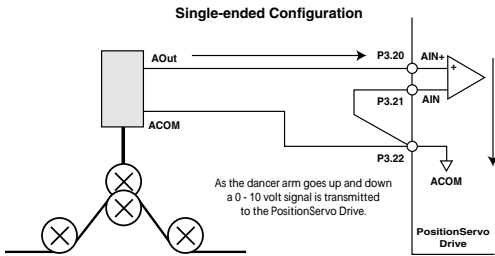 Single-ended Configuration
AOut
P3.20
AIN+
+
P3.21
AIN
ACOM
P3.22
As the dancer arm goes up and down
a 0 - 10 volt signal is transmitted
to the PositionServo Drive.
ACOM
PositionServo
Drive